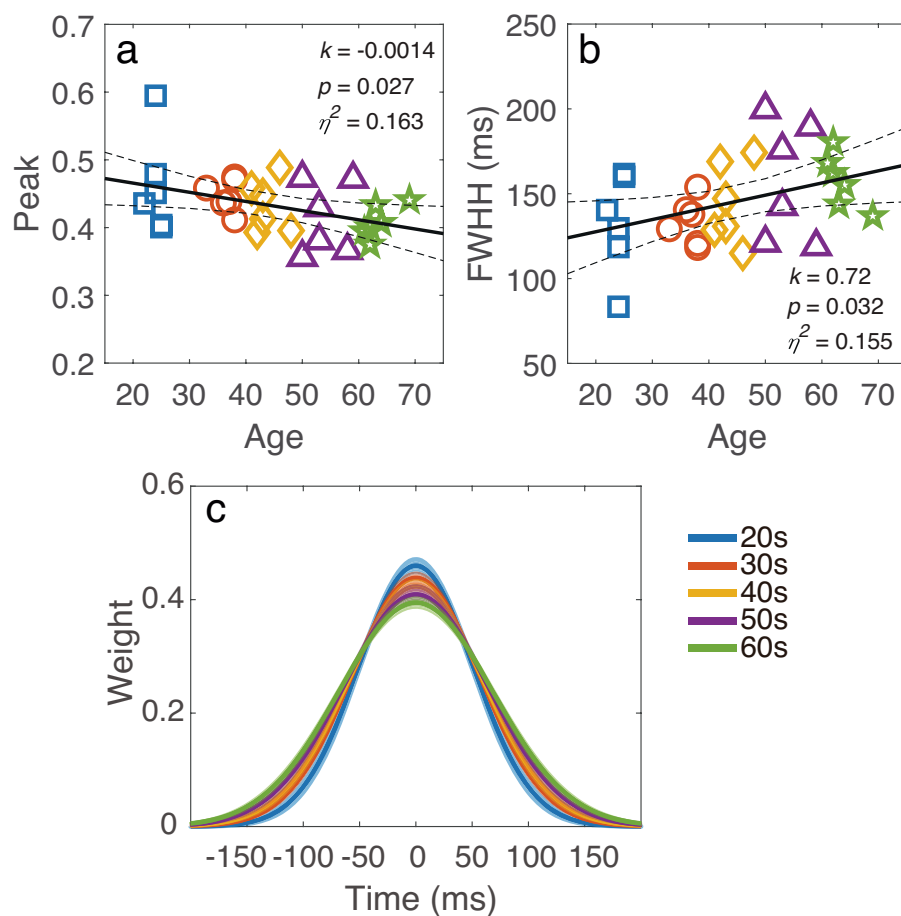 a
k = -0.0014
p = 0.027
η² = 0.163
Peak
0.7
0.6
0.5
0.4
0.3
0.2
20 30 40 50 60 70
Age
b
k = 0.72
p = 0.032
η² = 0.155
FWHH (ms)
250
200
150
100
50
20 30 40 50 60 70
Age
c
Weight
0.6
0.4
0.2
0
-150 -100 -50 0 50 100 150
Time (ms)
20s
30s
40s
50s
60s